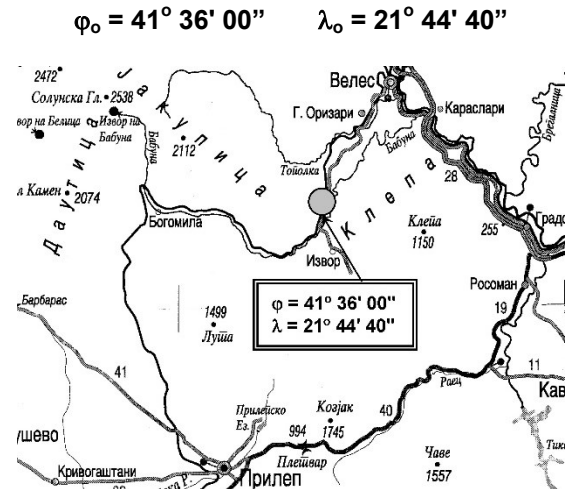 φₒ = 41° 36' 00” λₒ = 21° 44' 40”
2472
Јакупица
Солунска Гл. 2538
Велес
Г. Оризари
Караслари
вор на Белица
Извор на
Бабуна
Бабуна
2112
Бабуна
Брегалница
Тополка
28
л Камен
2074
Даутица
Клепа
Богомила
Клепа
1150
255
Градс
Извор
Росоман
φ = 41° 36' 00"
λ = 21° 44' 40"
Барбарас
1499
Лута
19
41
Раец
11
Кав
Прилепско
Ез.
Козјак
1745
40
994
Плетвар
ушево
Кривогаштани
Прилеп
Чаве
1557
Тикв